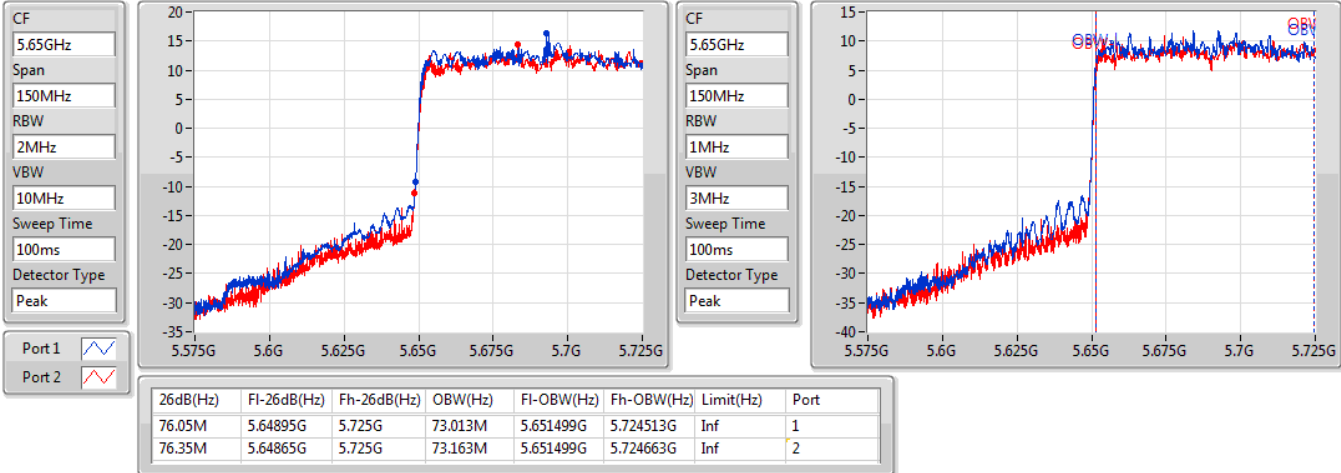 CF
5.65GHz
Span
150MHz
RBW
2MHz
VBW
10MHz
Sweep Time
100ms
Detector Type
Peak
Port 1
Port 2
20
15
10
5
0
-5
-10
-15
-20
-25
-30
-35
5.575G 5.6G 5.625G 5.65G 5.675G 5.7G 5.725G
CF
5.65GHz
Span
150MHz
RBW
1MHz
VBW
3MHz
Sweep Time
100ms
Detector Type
Peak
15
10
5
0
-5
-10
-15
-20
-25
-30
-35
-40
OBW
OBW
5.575G 5.6G 5.625G 5.65G 5.675G 5.7G 5.725G
26dB(Hz) Fl-26dB(Hz) Fh-26dB(Hz) OBW(Hz) Fl-OBW(Hz) Fh-OBW(Hz) Limit(Hz) Port
76.05M 5.64895G 5.725G 73.013M 5.651499G 5.724513G Inf 1
76.35M 5.64865G 5.725G 73.163M 5.651499G 5.724663G Inf 2